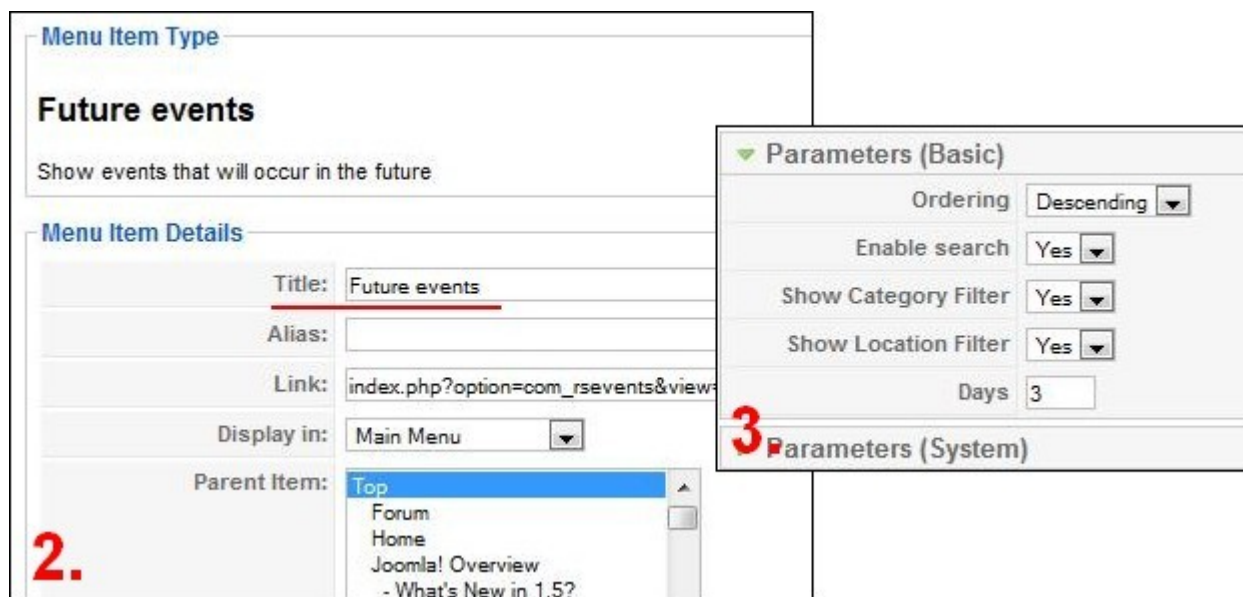 Menu Item Type
Future events
Show events that will occur in the future
Menu Item Details
Title: Future events
Alias:
Link: index.php?option=com_rsevents&view=
Display in: Main Menu
Parent Item: Top
Forum
Home
Joomla! Overview
- What's New in 1.5?
2.
Parameters (Basic)
Ordering Descending
Enable search Yes
Show Category Filter Yes
Show Location Filter Yes
Days 3
3.
Parameters (System)